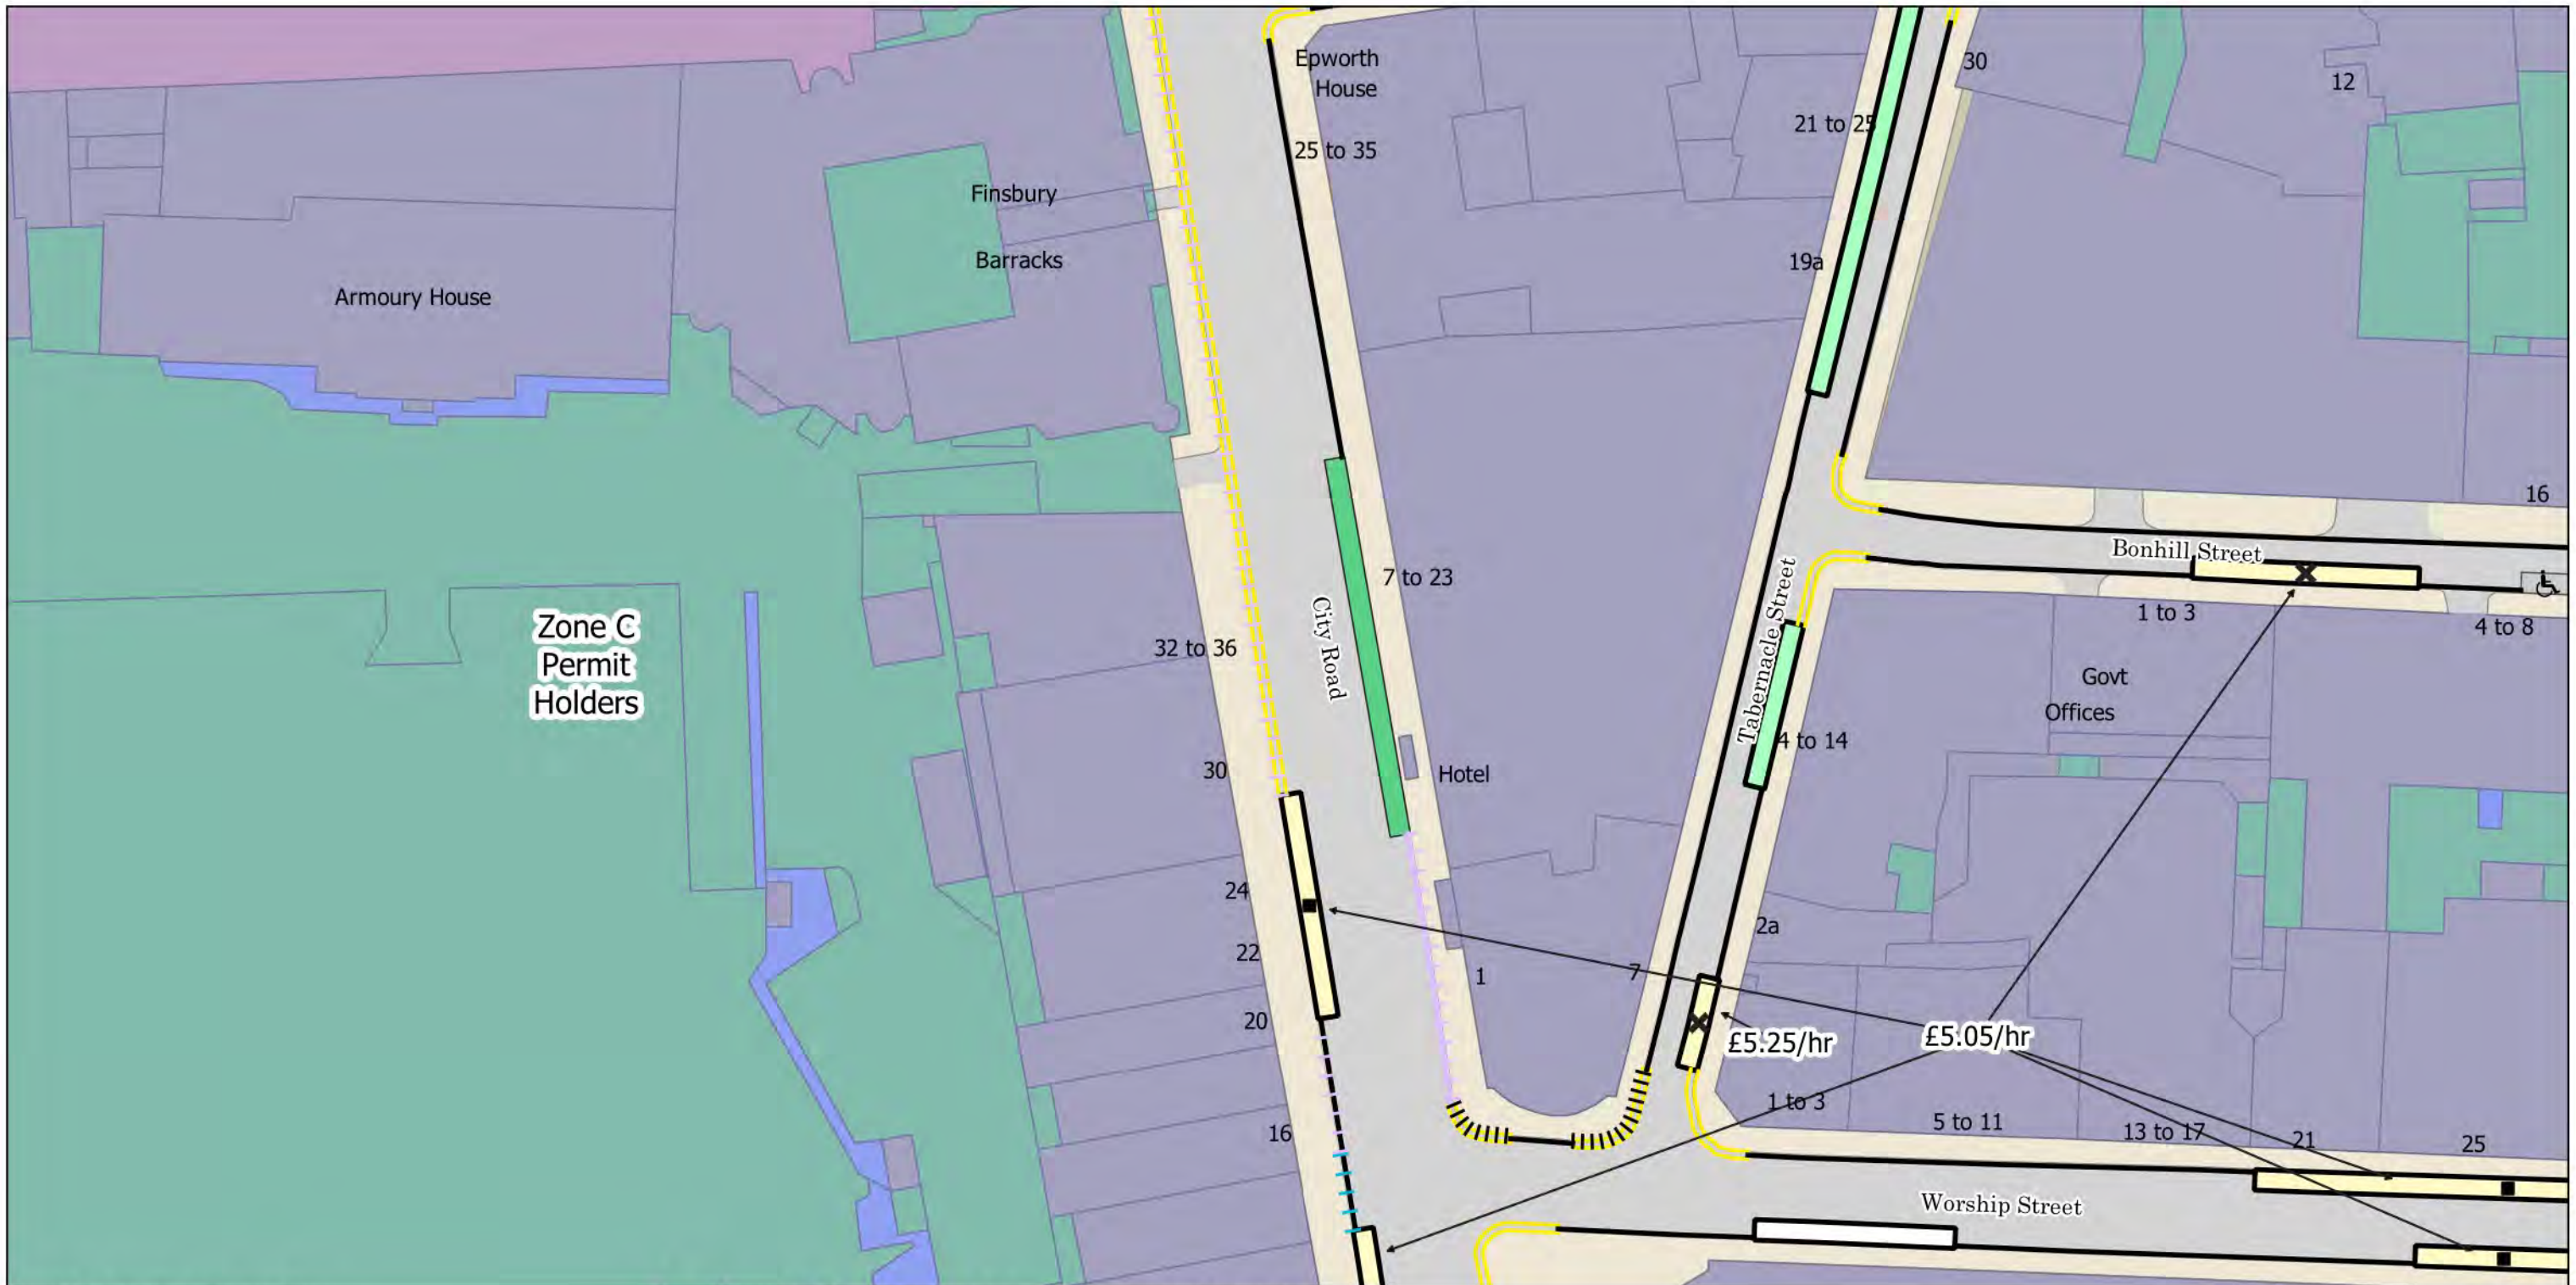 Epworth
House
30
12
21 to 25
25 to 35
Finsbury
Barracks
19a
Armoury House
16
Bonhill Street
7 to 23
City Road
Tabernacle Street
1 to 3
4 to 8
Zone C
Permit
Holders
32 to 36
Govt
Offices
4 to 14
30
Hotel
24
2a
22
7
1
20
£5.25/hr
£5.05/hr
1 to 3
5 to 11
13 to 17
21
25
16
Worship Street